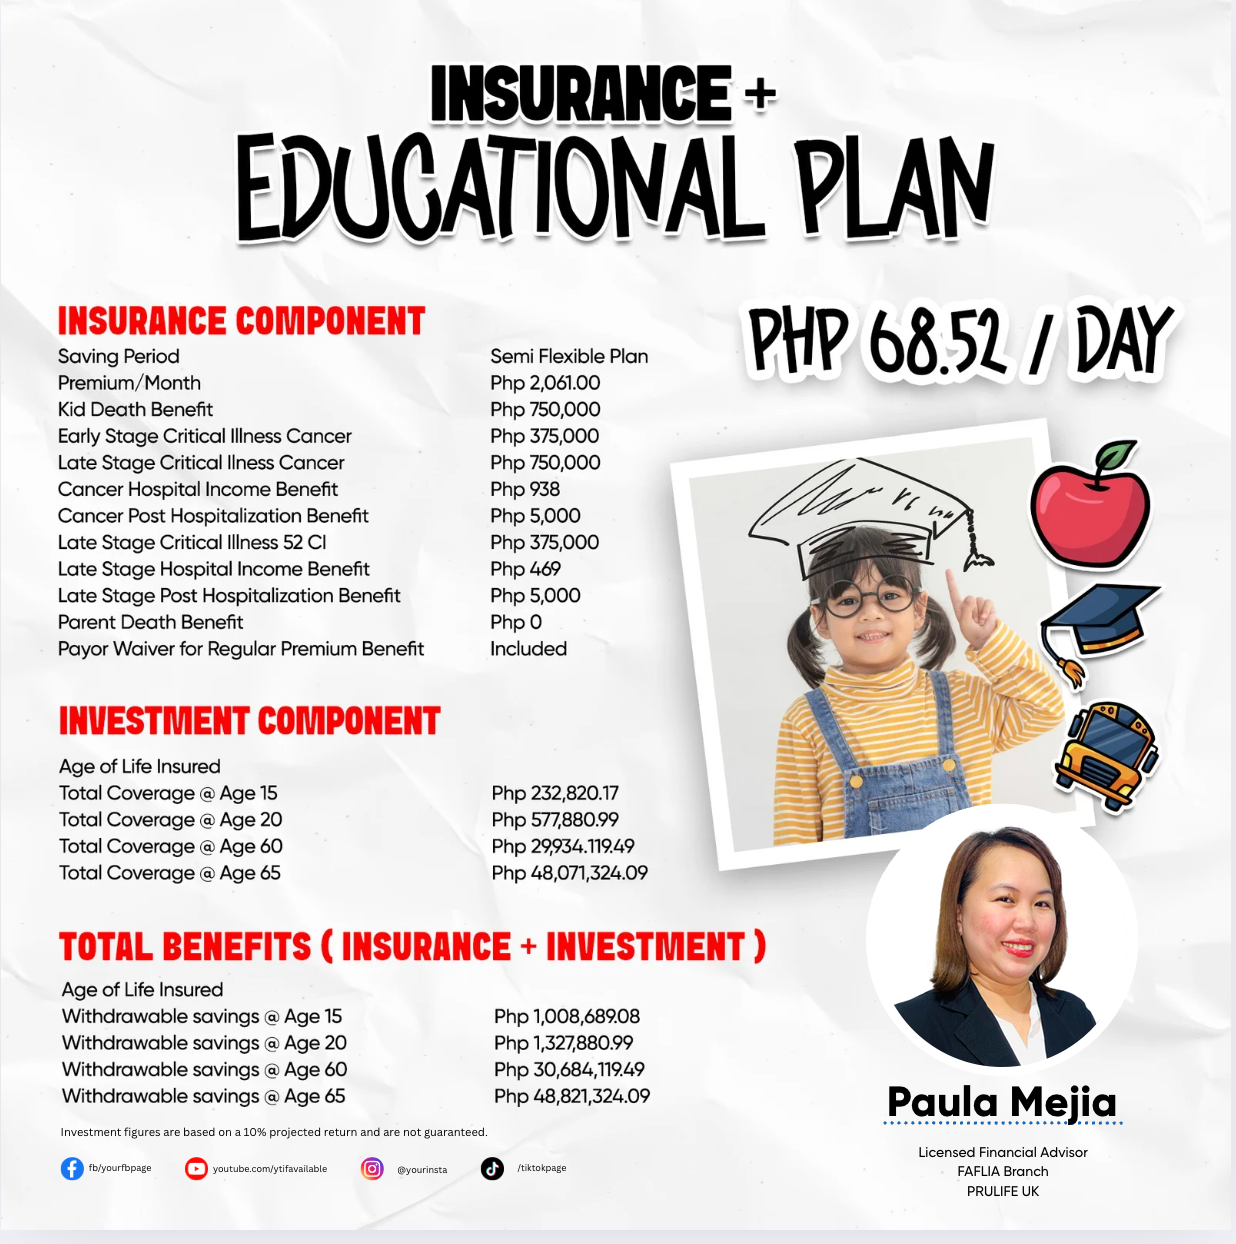 INSURANCE +
EDUCATIONAL PLAN
PHP 68.52 / DAY
INSURANCE COMPONENT
Saving Period Semi Flexible Plan
Premium/Month Php 2,061.00
Kid Death Benefit Php 750,000
Early Stage Critical Illness Cancer Php 375,000
Late Stage Critical Ilness Cancer Php 750,000
Cancer Hospital Income Benefit Php 938
Cancer Post Hospitalization Benefit Php 5,000
Late Stage Critical Illness 52 CI Php 375,000
Late Stage Hospital Income Benefit Php 469
Late Stage Post Hospitalization Benefit Php 5,000
Parent Death Benefit Php 0
Payor Waiver for Regular Premium Benefit Included
INVESTMENT COMPONENT
Age of Life Insured
Total Coverage @ Age 15 Php 232,820.17
Total Coverage @ Age 20 Php 577,880.99
Total Coverage @ Age 60 Php 29,934.119.49
Total Coverage @ Age 65 Php 48,071,324.09
TOTAL BENEFITS ( INSURANCE + INVESTMENT )
Age of Life Insured
Withdrawable savings @ Age 15 Php 1,008,689.08
Withdrawable savings @ Age 20 Php 1,327,880.99
Withdrawable savings @ Age 60 Php 30,684,119.49
Withdrawable savings @ Age 65 Php 48,821,324.09
Investment figures are based on a 10% projected return and are not guaranteed.
fb/yourfbpage youtube.com/ytifavailable @yourinsta /tiktokpage
Paula Mejia
Licensed Financial Advisor
FAFLIA Branch
PRULIFE UK